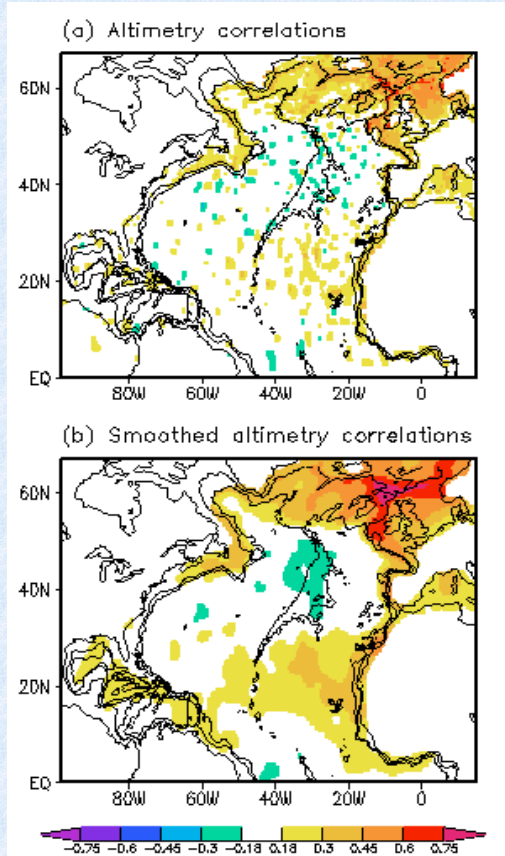 (a) Altimetry correlations
60N
40N
20N
EQ
80W 60W 40W 20W 0
(b) Smoothed altimetry correlations
60N
40N
20N
EQ
80W 60W 40W 20W 0
-0.75 -0.6 -0.45 -0.3 -0.18 0.18 0.3 0.45 0.6 0.75